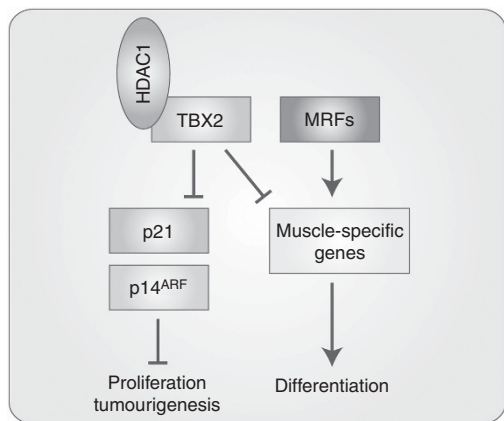 HDAC1
TBX2
MRFs
p21
Muscle-specific
genes
p14ARF
Proliferation
tumourigenesis
Differentiation